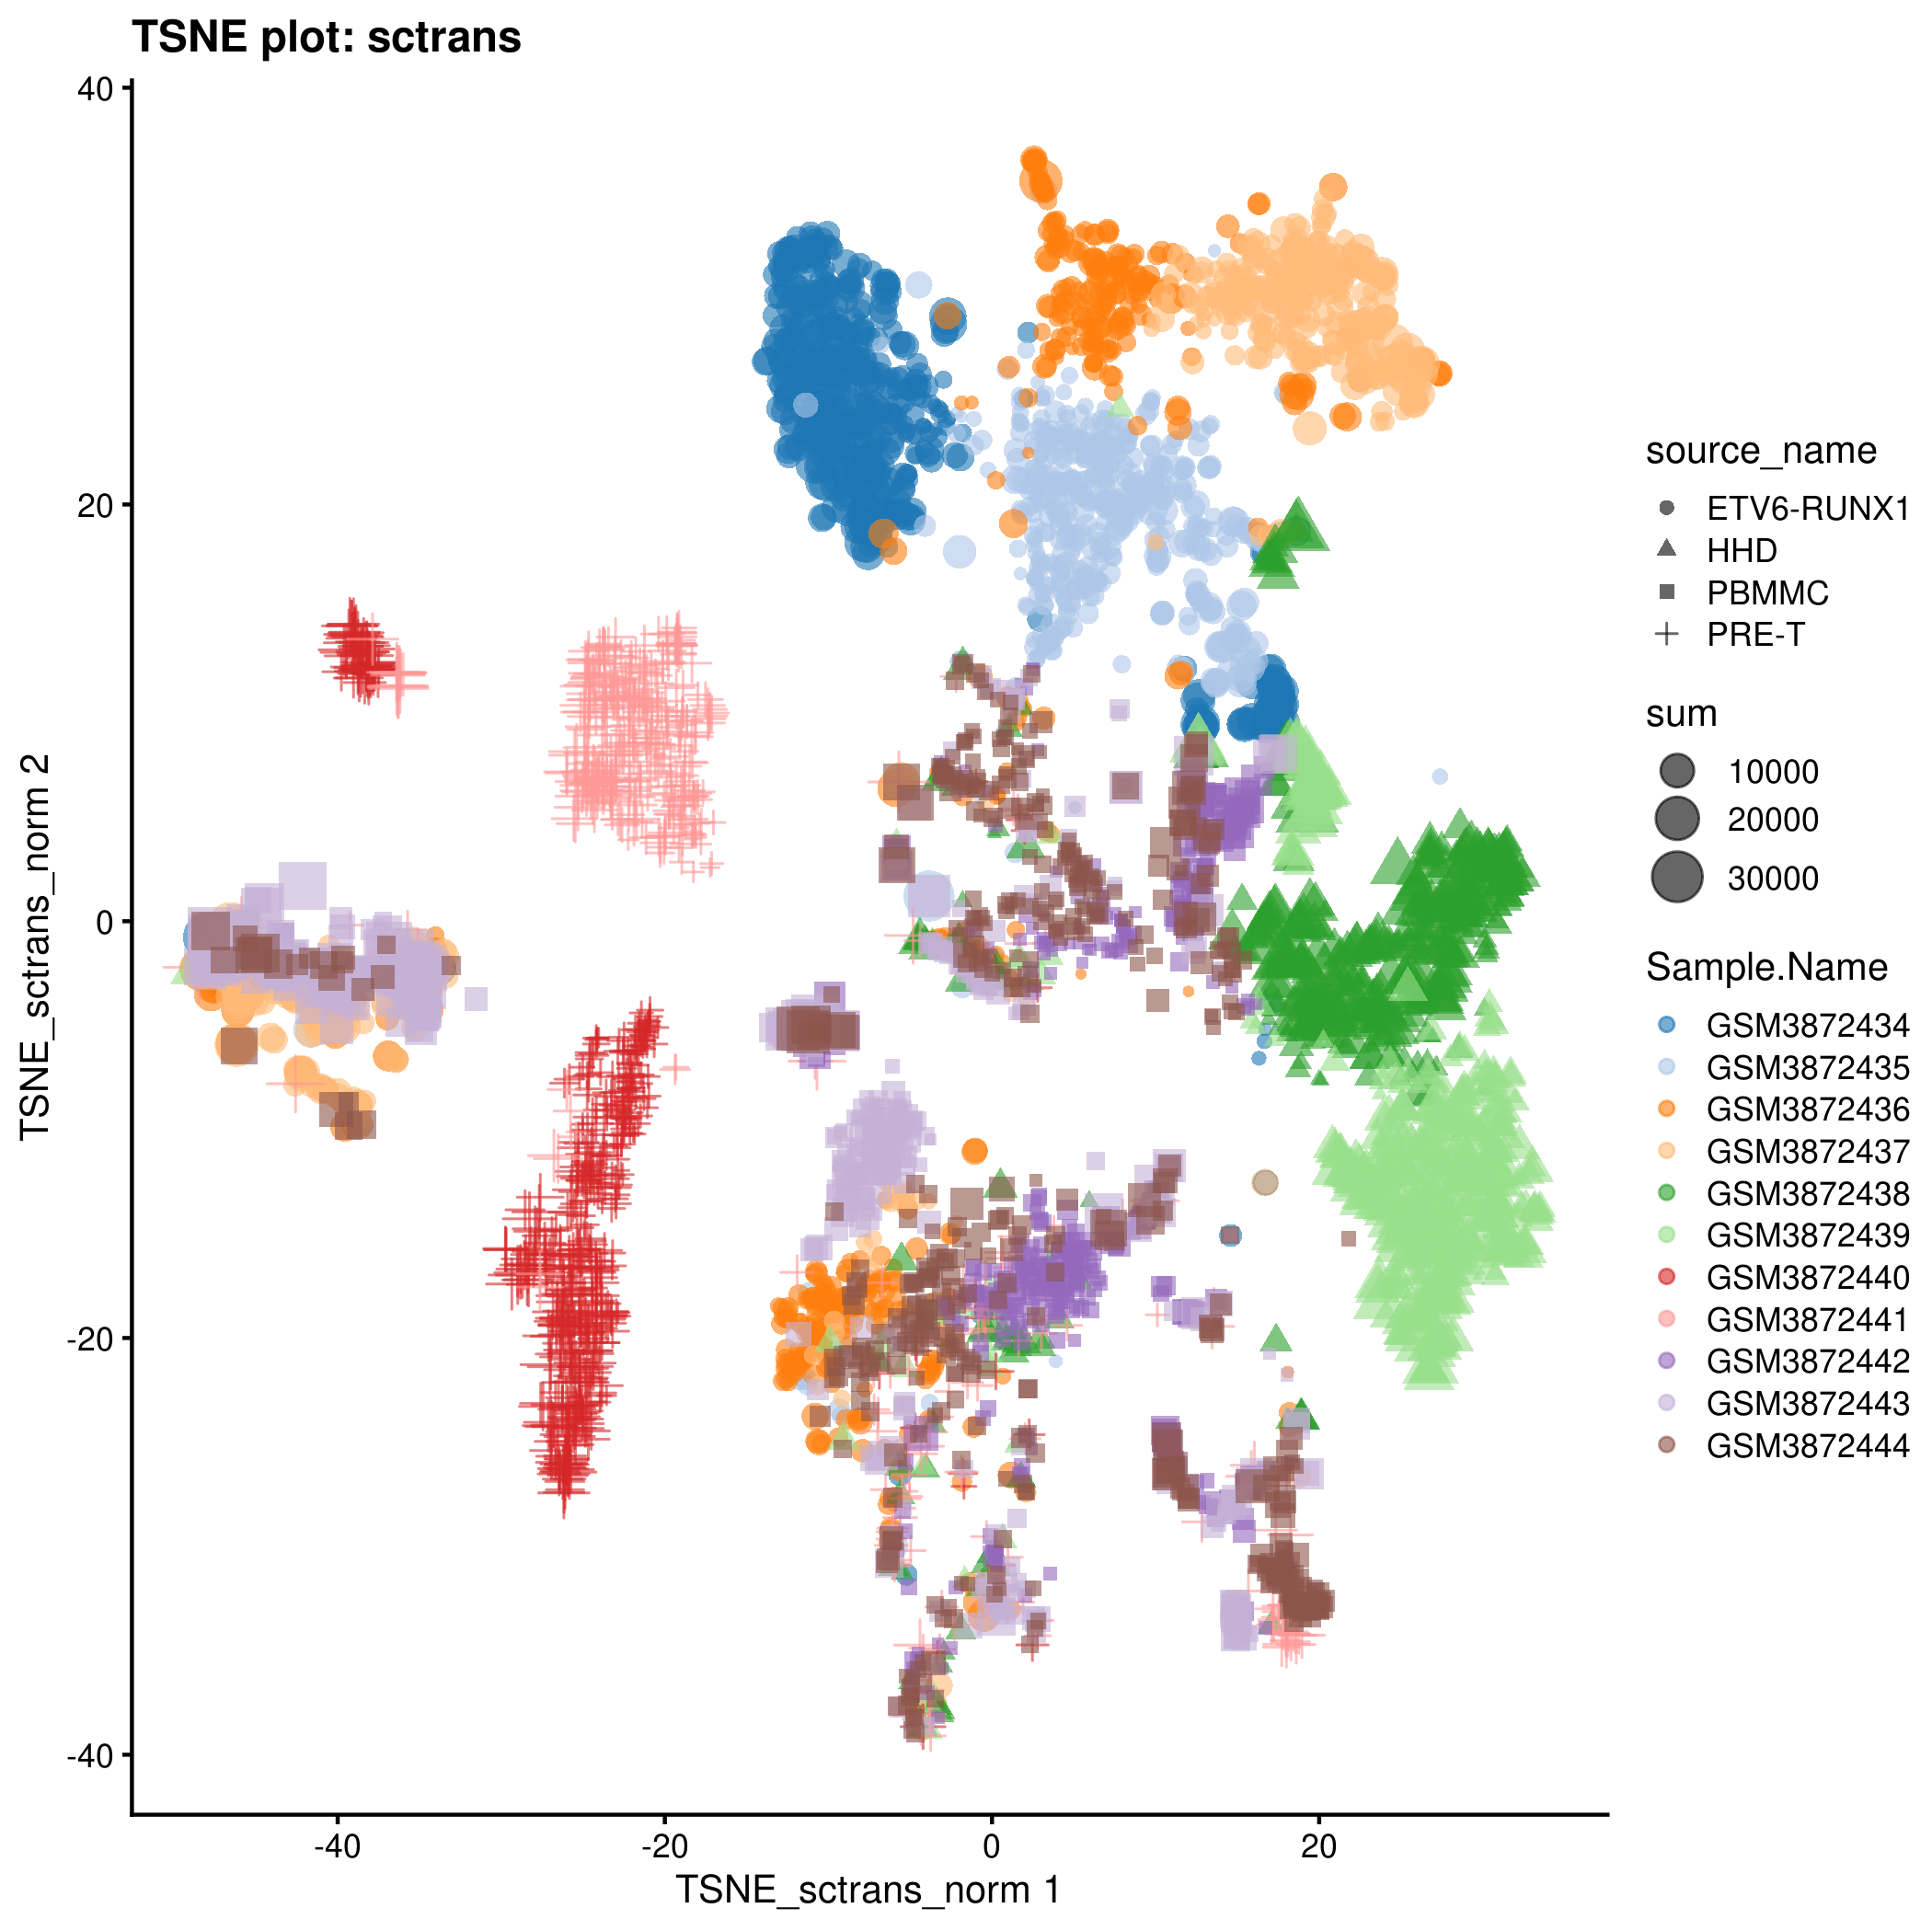 TSNE plot: sctrans
40
20
0
-20
-40
TSNE_sctrans_norm 2
-40
-20
0
20
TSNE_sctrans_norm 1
source_name
ETV6-RUNX1
HHD
PBMMC
PRE-T
sum
10000
20000
30000
Sample.Name
GSM3872434
GSM3872435
GSM3872436
GSM3872437
GSM3872438
GSM3872439
GSM3872440
GSM3872441
GSM3872442
GSM3872443
GSM3872444